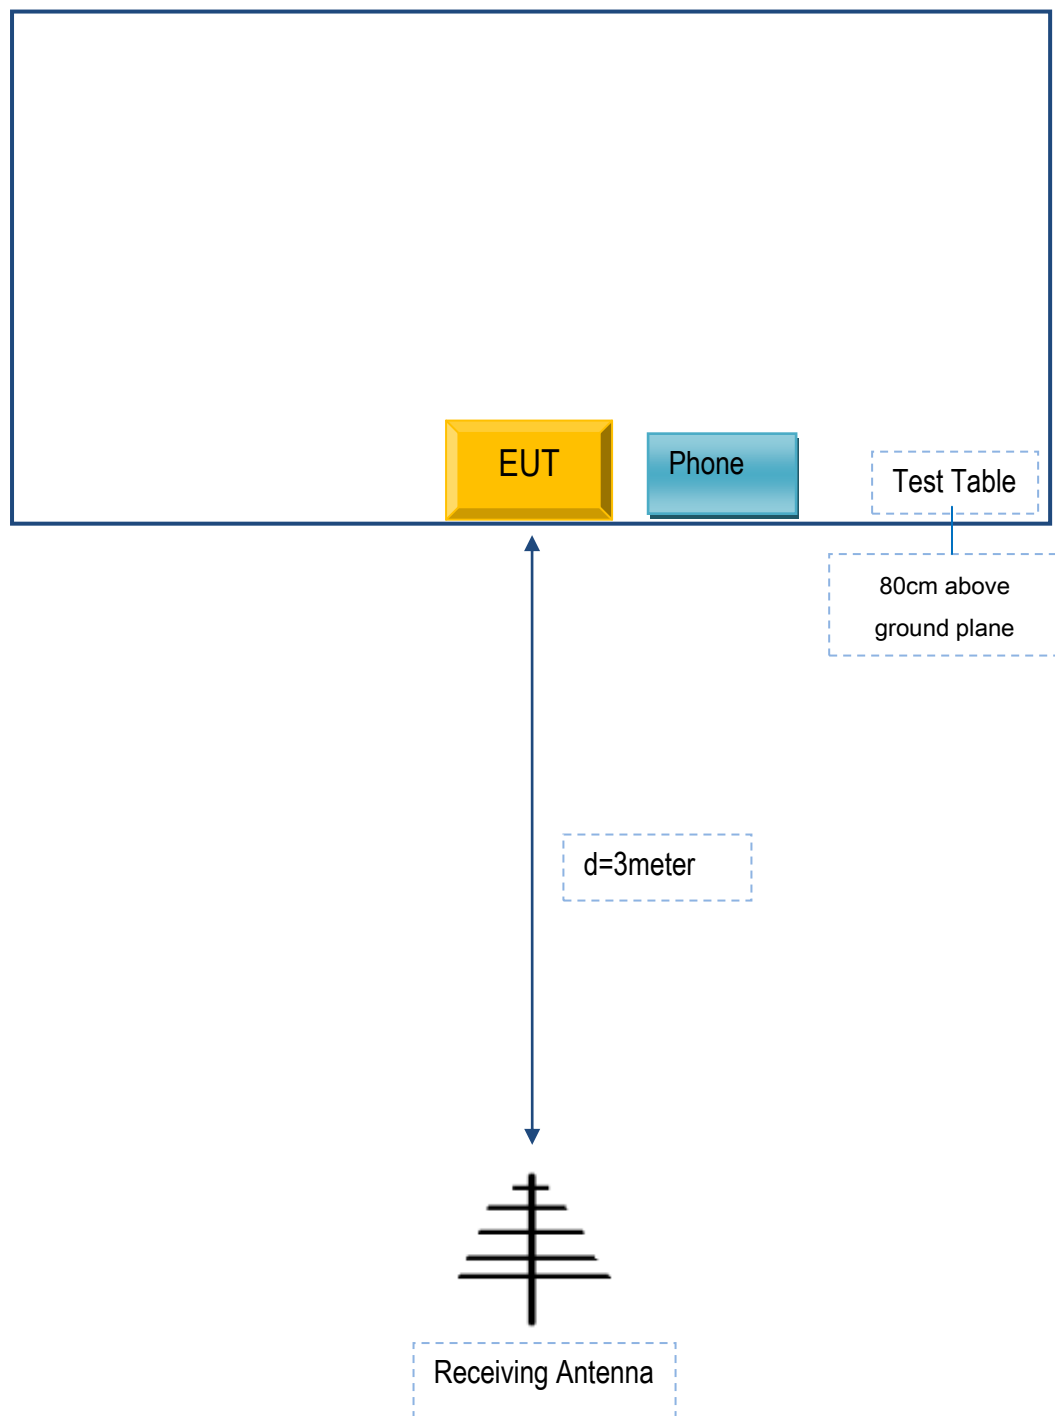 EUT
Phone
Test Table
80cm above
ground plane
d=3meter
Receiving Antenna